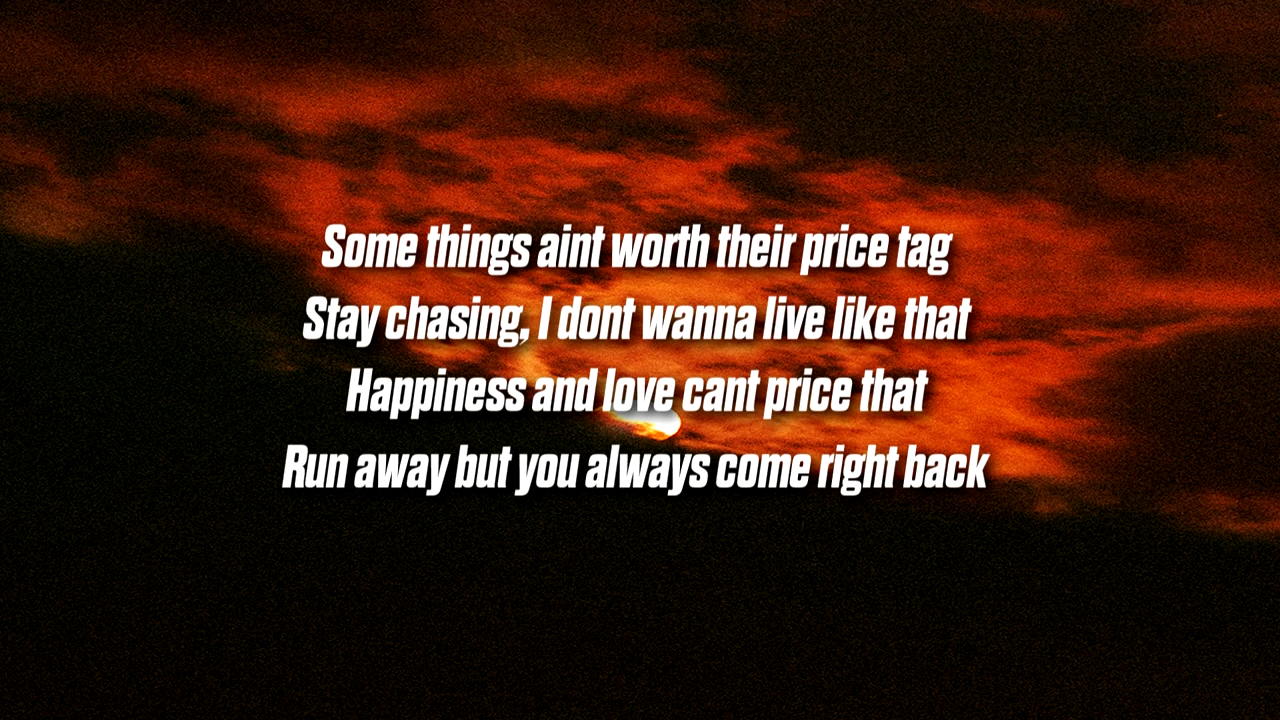 Some things aint worth their price tag
Stay chasing, I dont wanna live like that
Happiness and love cant price that
Run away but you always come right back